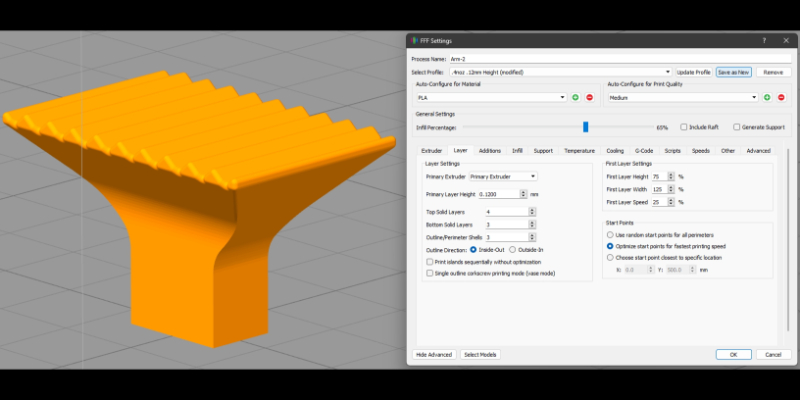 FFF Settings
Process Name: Arm-2
Select Profile: .4noz .12mm Height (modified) Update Profile Save as New Remove
Auto-Configure for Material
PLA
Auto-Configure for Print Quality
Medium
General Settings
Infill Percentage: 65% Include Raft Generate Support
Extruder Layer Additions Infill Support Temperature Cooling G-Code Scripts Speeds Other Advanced
Layer Settings
Primary Extruder Primary Extruder
Primary Layer Height 0.1200 mm
Top Solid Layers 4
Bottom Solid Layers 3
Outline/Perimeter Shells 3
Outline Direction: Inside-Out Outside-In
Print islands sequentially without optimization
Single outline corkscrew printing mode (vase mode)
First Layer Settings
First Layer Height 75 %
First Layer Width 125 %
First Layer Speed 25 %
Start Points
Use random start points for all perimeters
Optimize start points for fastest printing speed
Choose start point closest to specific location
X: 0.0 Y: 500.0 mm
Hide Advanced Select Models OK Cancel